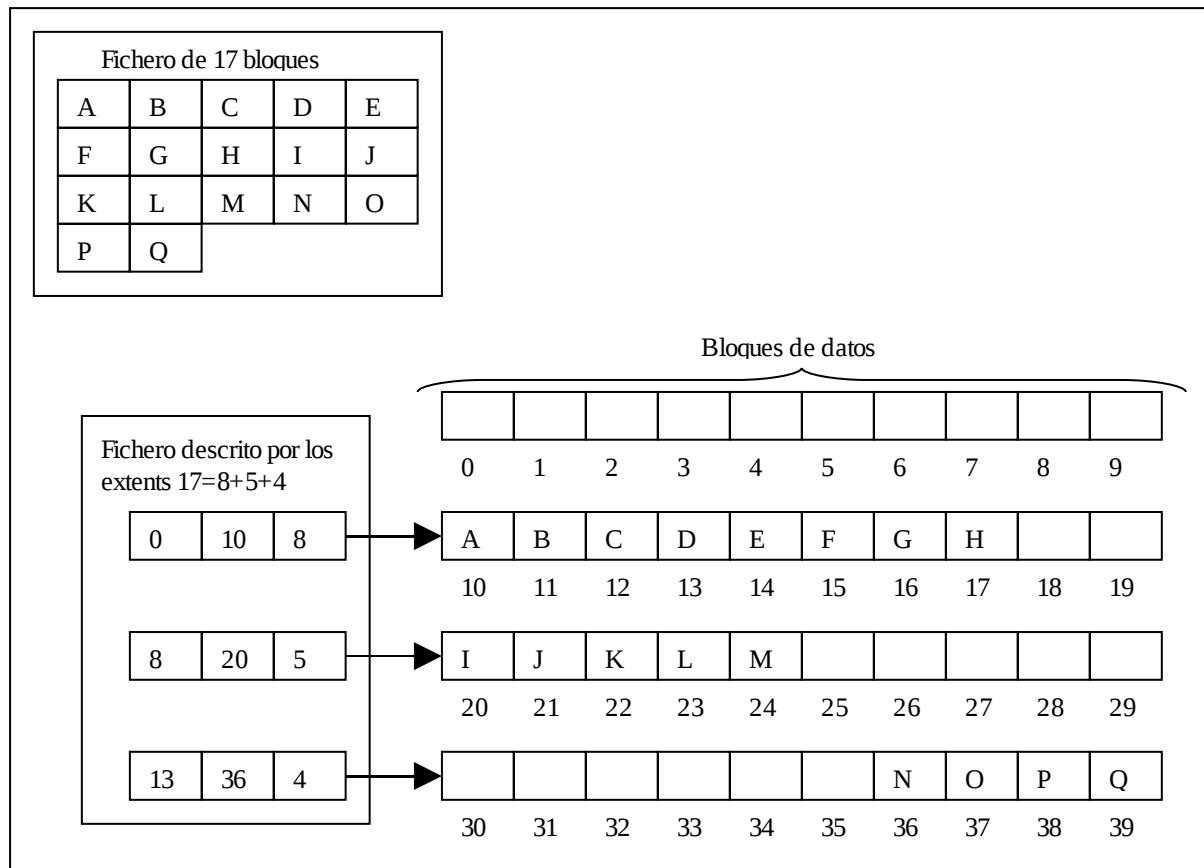 Fichero de 17 bloques
A B C D E
F G H I J
K L M N O
P Q
Bloques de datos
0 1 2 3 4 5 6 7 8 9
Fichero descrito por los
extents 17=8+5+4
0 10 8
A B C D E F G H
10 11 12 13 14 15 16 17 18 19
8 20 5
I J K L M
20 21 22 23 24 25 26 27 28 29
13 36 4
N O P Q
30 31 32 33 34 35 36 37 38 39